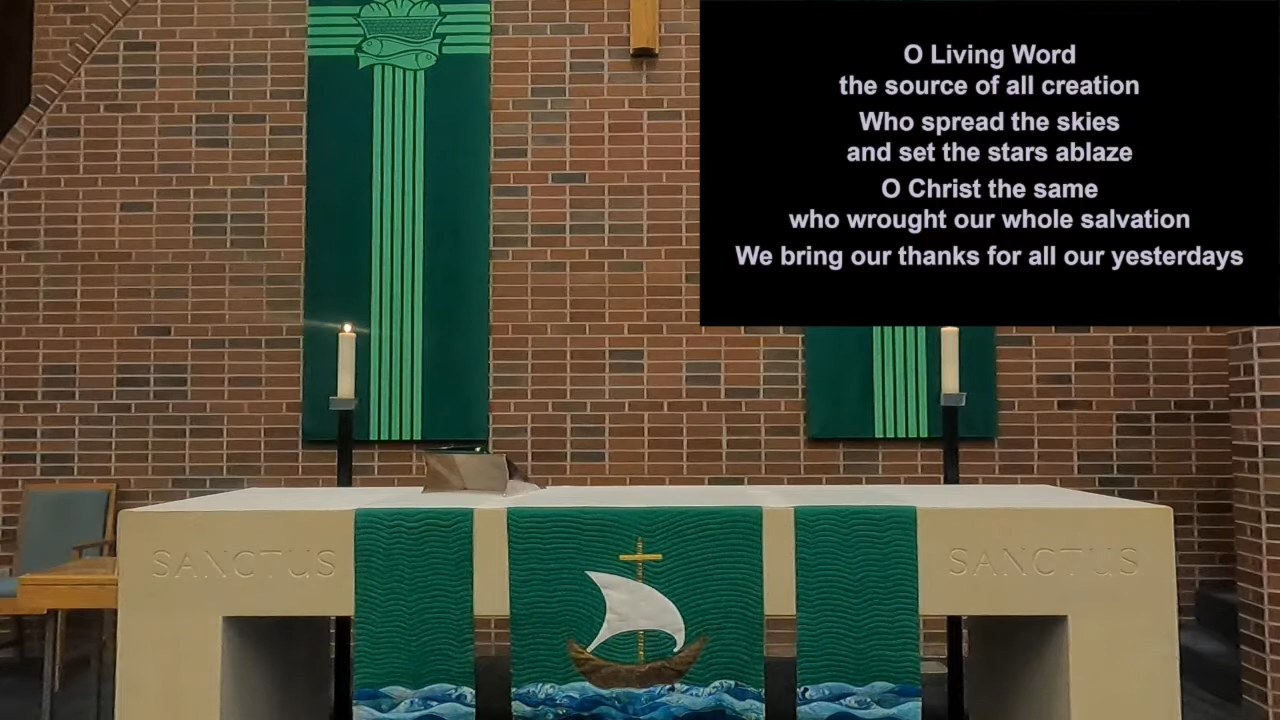 O Living Word
the source of all creation
Who spread the skies
and set the stars ablaze
O Christ the same
who wrought our whole salvation
We bring our thanks for all our yesterdays
SANCTUS
SANCTUS